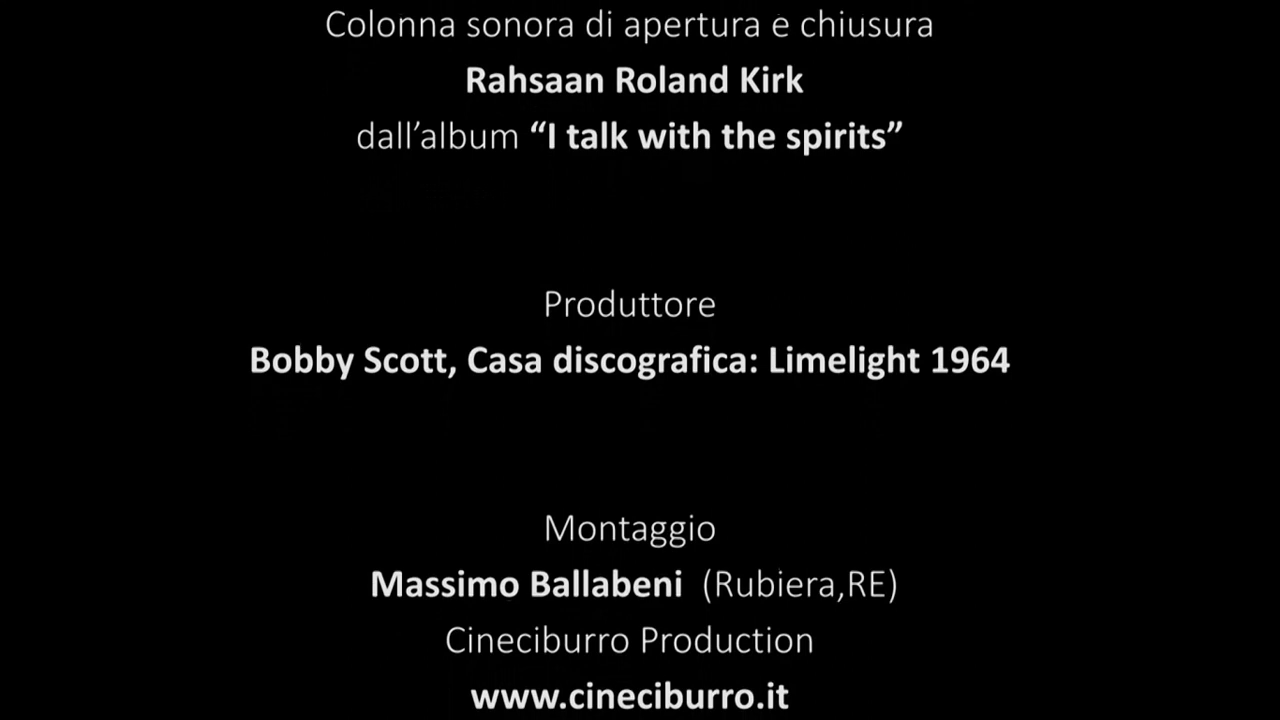 Colonna sonora di apertura e chiusura
Rahsaan Roland Kirk
dall’album “I talk with the spirits”
Produttore
Bobby Scott, Casa discografica: Limelight 1964
Montaggio
Massimo Ballabeni (Rubiera,RE)
Cineciburro Production
www.cineciburro.it